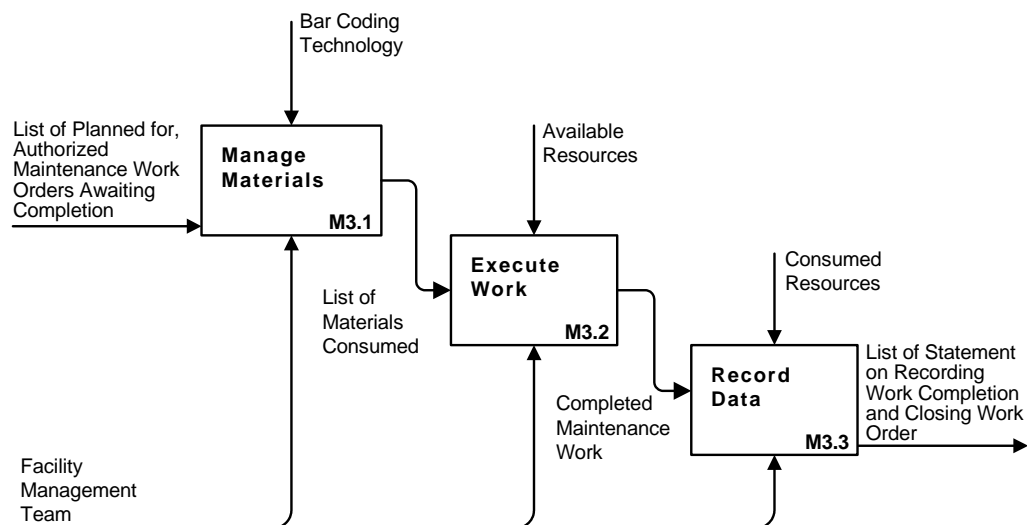 Bar Coding
Technology
List of Planned for,
Authorized
Maintenance Work
Orders Awaiting
Completion
Manage
Materials
M3.1
Available
Resources
Execute
Work
M3.2
List of
Materials
Consumed
Consumed
Resources
Record
Data
M3.3
List of Statement
on Recording
Work Completion
and Closing Work
Order
Completed
Maintenance
Work
Facility
Management
Team